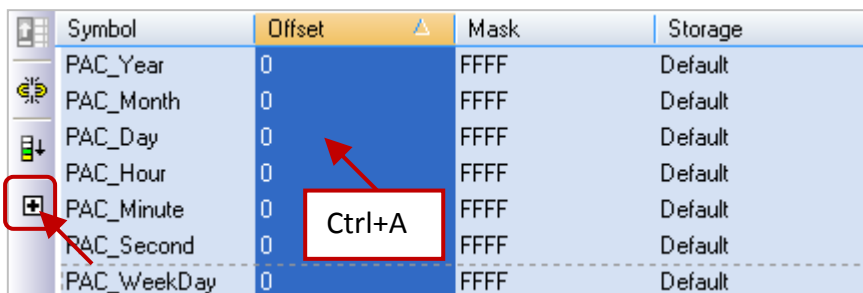 Symbol Offset Mask Storage
PAC_Year 0 FFFF Default
PAC_Month 0 FFFF Default
PAC_Day 0 FFFF Default
PAC_Hour 0 FFFF Default
PAC_Minute 0 FFFF Default
Ctrl+A
PAC_Second 0 FFFF Default
PAC_WeekDay 0 FFFF Default